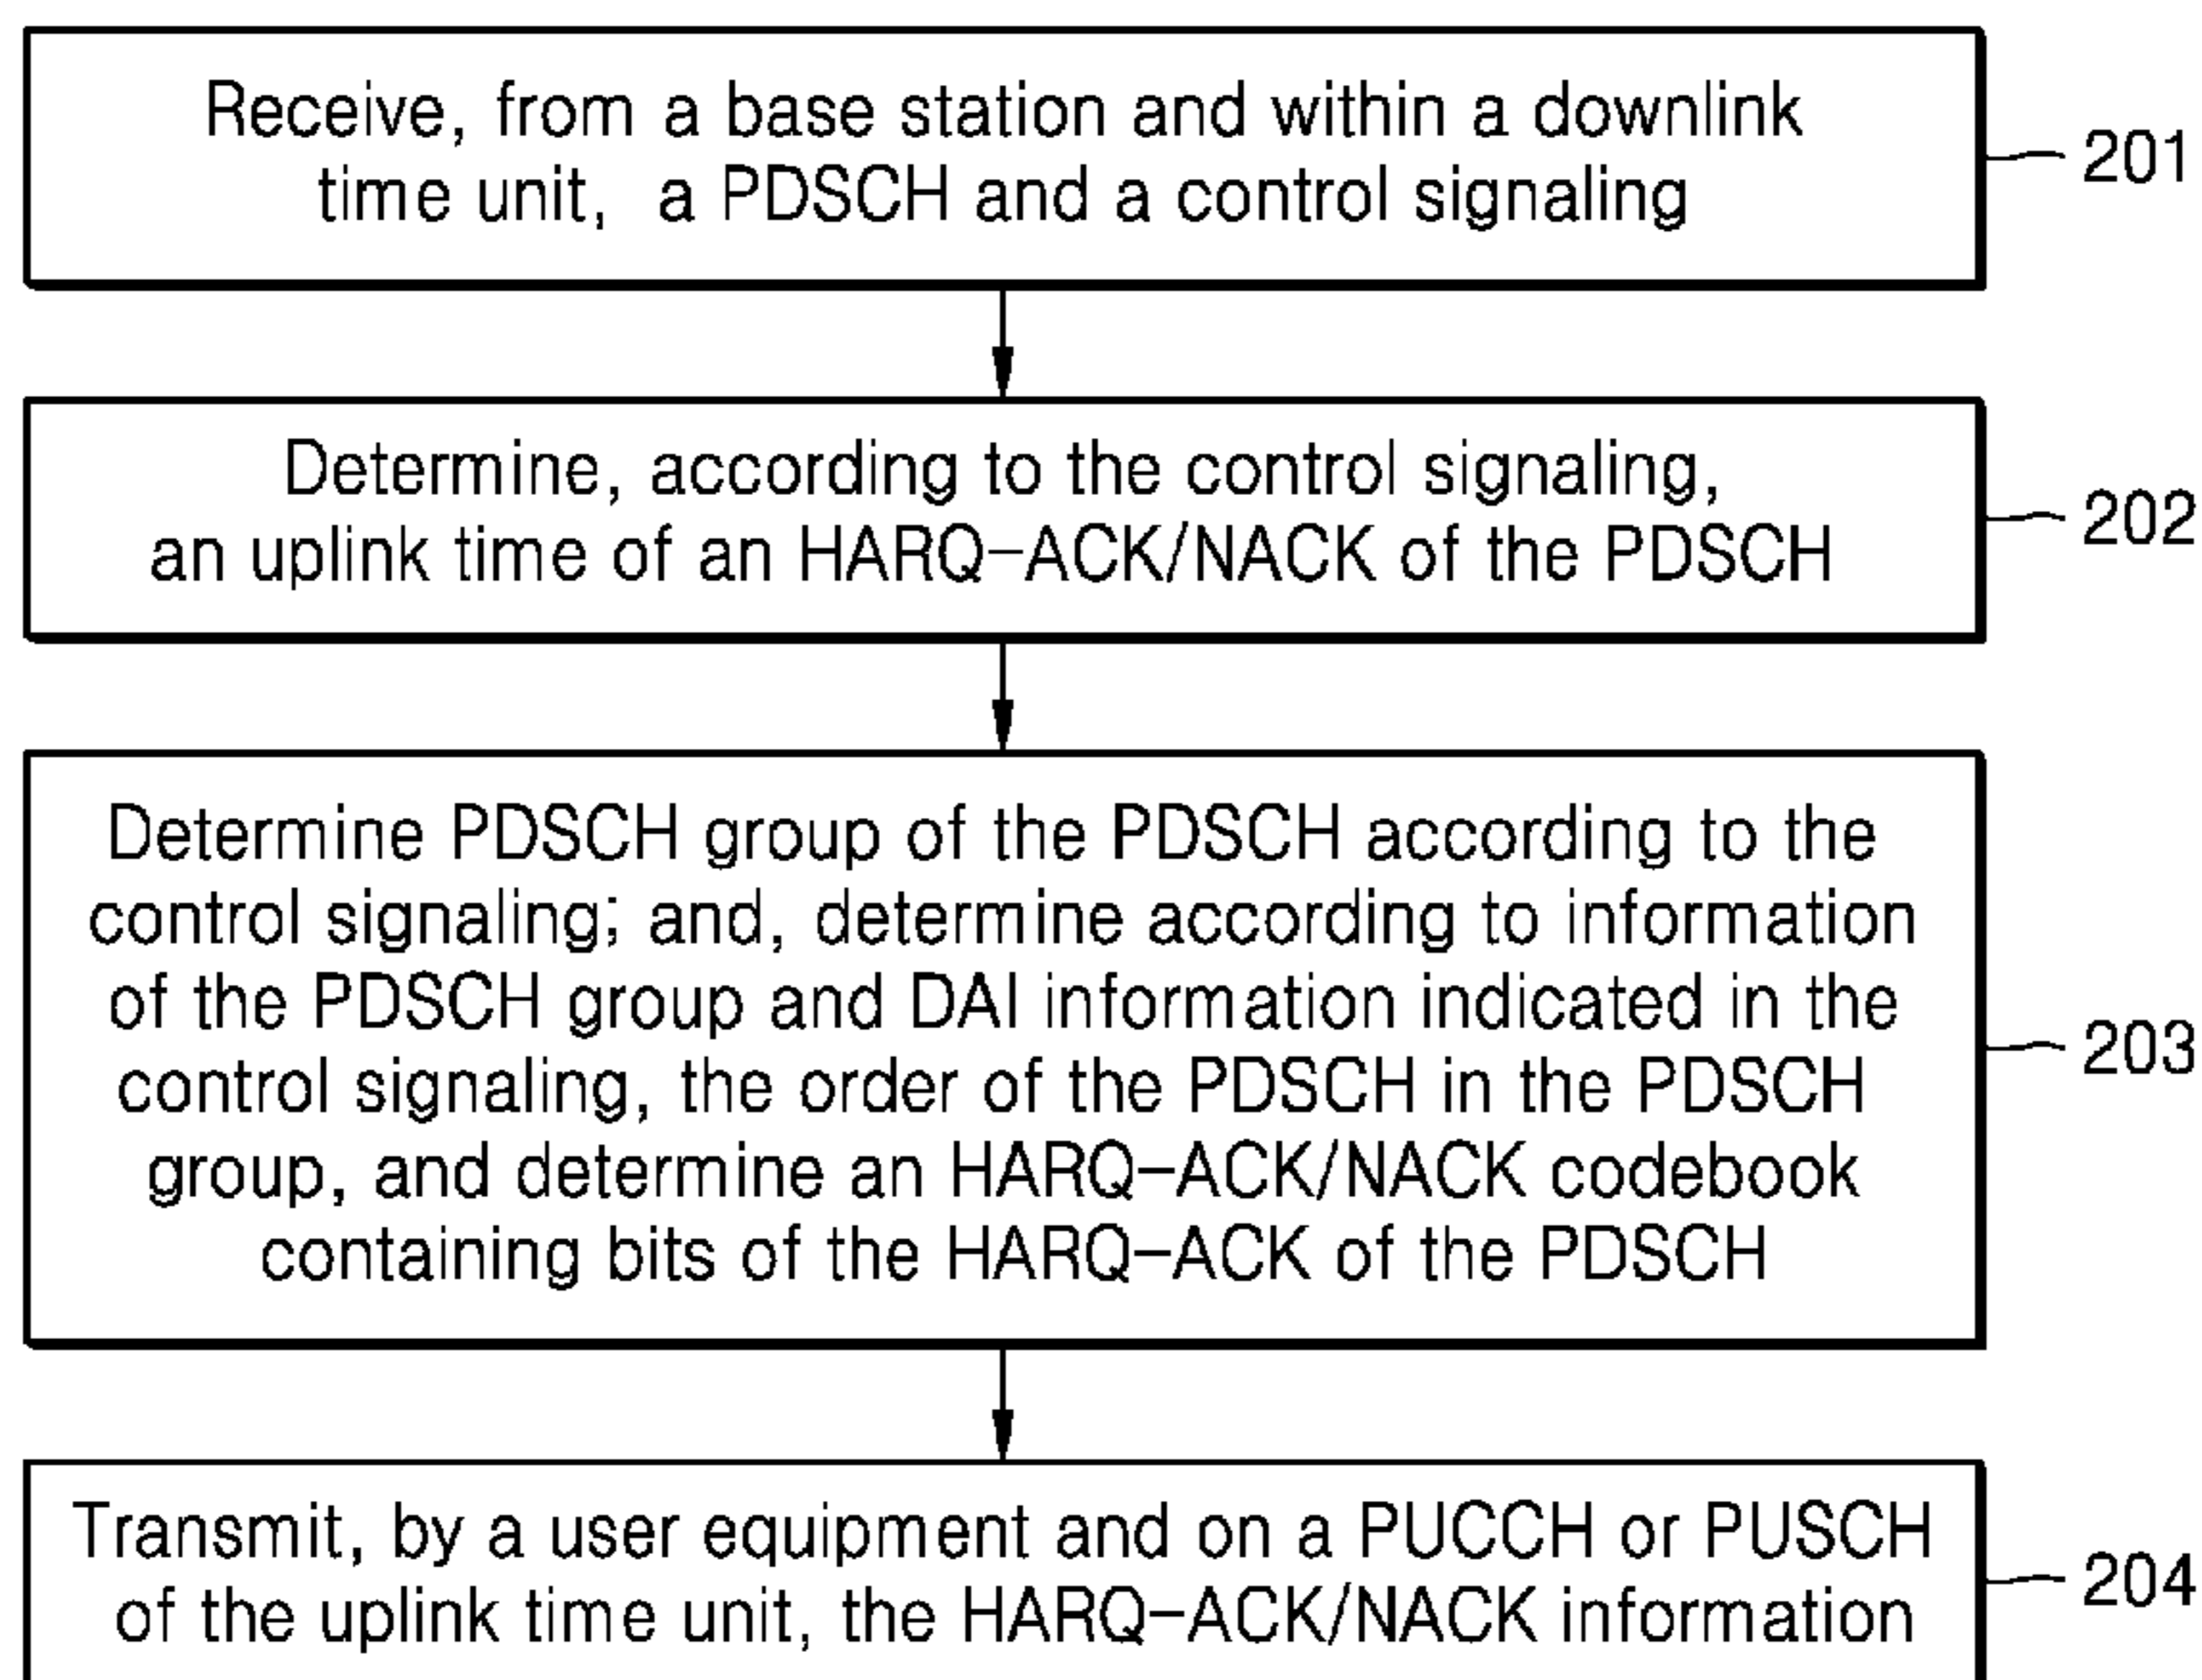 Receive, from a base station and within a downlink
time unit, a PDSCH and a control signaling
201
Determine, according to the control signaling,
an uplink time of an HARQ-ACK/NACK of the PDSCH
202
Determine PDSCH group of the PDSCH according to the
control signaling; and, determine according to information
of the PDSCH group and DAI information indicated in the
control signaling, the order of the PDSCH in the PDSCH
group, and determine an HARQ-ACK/NACK codebook
containing bits of the HARQ-ACK of the PDSCH
203
Transmit, by a user equipment and on a PUCCH or PUSCH
of the uplink time unit, the HARQ-ACK/NACK information
204